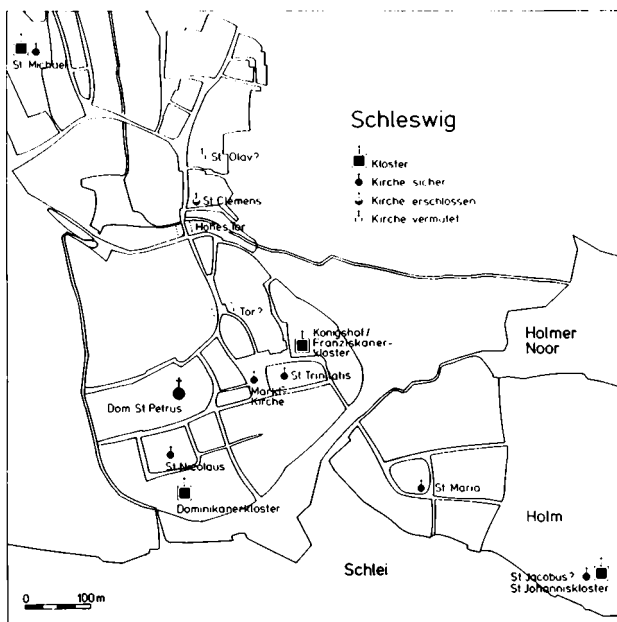 St Michael
Schleswig
Kloster
Kirche sicher
Kirche erschlossen
Kirche vermutet
St Olav?
St Clemens
Hohes Tor
Tor?
Königshof/
Franziskaner-
kloster
Holmer
Noor
St Trinitatis
Markt-
Kirche
Dom St Petrus
St Nicolaus
Dominikanerkloster
St Maria
Holm
Schlei
St Jacobus?
St Johanniskloster
0 100m